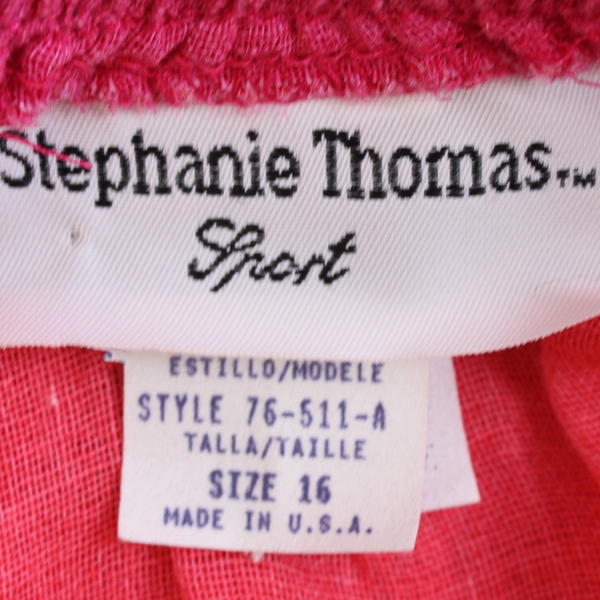 Stephanie Thomas™
Sport
ESTILLO/MODELE
STYLE 76-511-A
TALLA/TAILLE
SIZE 16
MADE IN U.S.A.